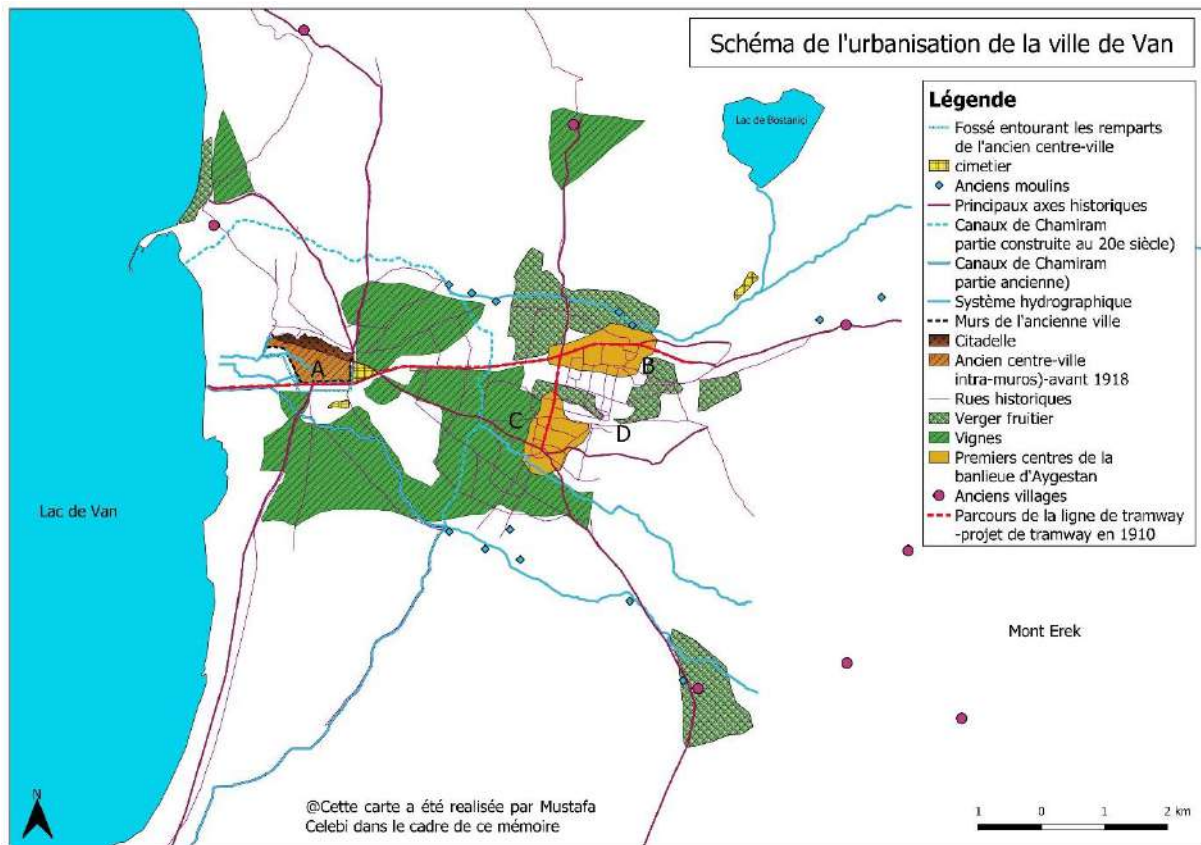 Schéma de l'urbanisation de la ville de Van
Lac de Bostaniçi
Légende
Fossé entourant les remparts
de l'ancien centre-ville
cimetier
Anciens moulins
Principaux axes historiques
Canaux de Chamiram
partie construite au 20e siècle)
Canaux de Chamiram
partie ancienne)
Système hydrographique
Murs de l'ancienne ville
Citadelle
Ancien centre-ville
intra-muros)-avant 1918
Rues historiques
Verger fruitier
Vignes
Premiers centres de la
banlieue d'Aygestan
Anciens villages
Parcours de la ligne de tramway
-projet de tramway en 1910
A
B
C
D
Lac de Van
Mont Erek
N
@Cette carte a été realisée par Mustafa
Celebi dans le cadre de ce mémoire
1 0 1 2 km